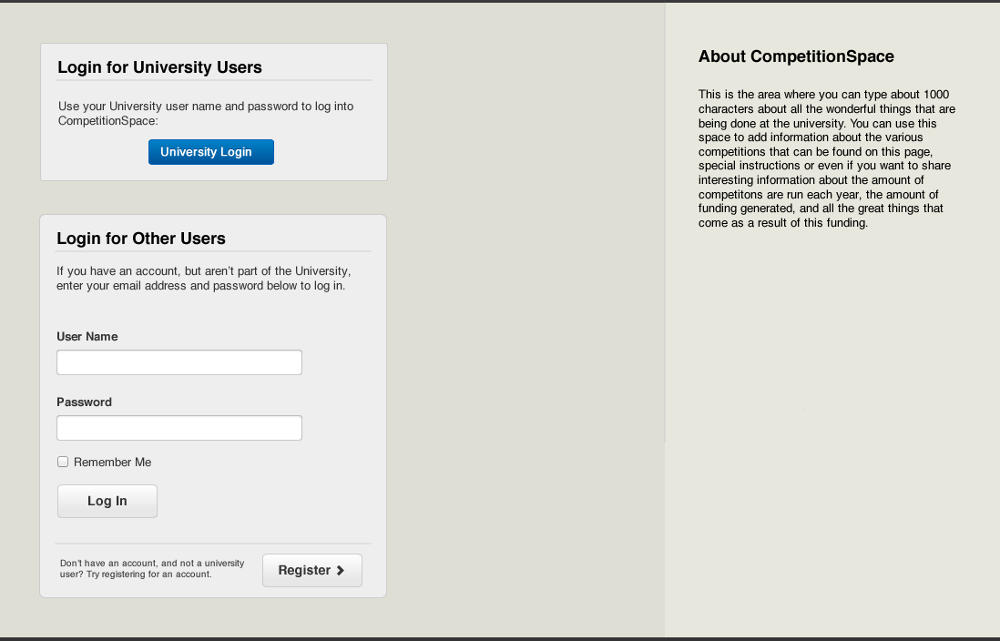 Login for University Users
Use your University user name and password to log into
CompetitionSpace:
University Login
Login for Other Users
If you have an account, but aren't part of the University,
enter your email address and password below to log in.
User Name
Password
Remember Me
Log In
Don't have an account, and not a university
user? Try registering for an account.
Register
About CompetitionSpace
This is the area where you can type about 1000
characters about all the wonderful things that are
being done at the university. You can use this
space to add information about the various
competitions that can be found on this page,
special instructions or even if you want to share
interesting information about the amount of
competitons are run each year, the amount of
funding generated, and all the great things that
come as a result of this funding.